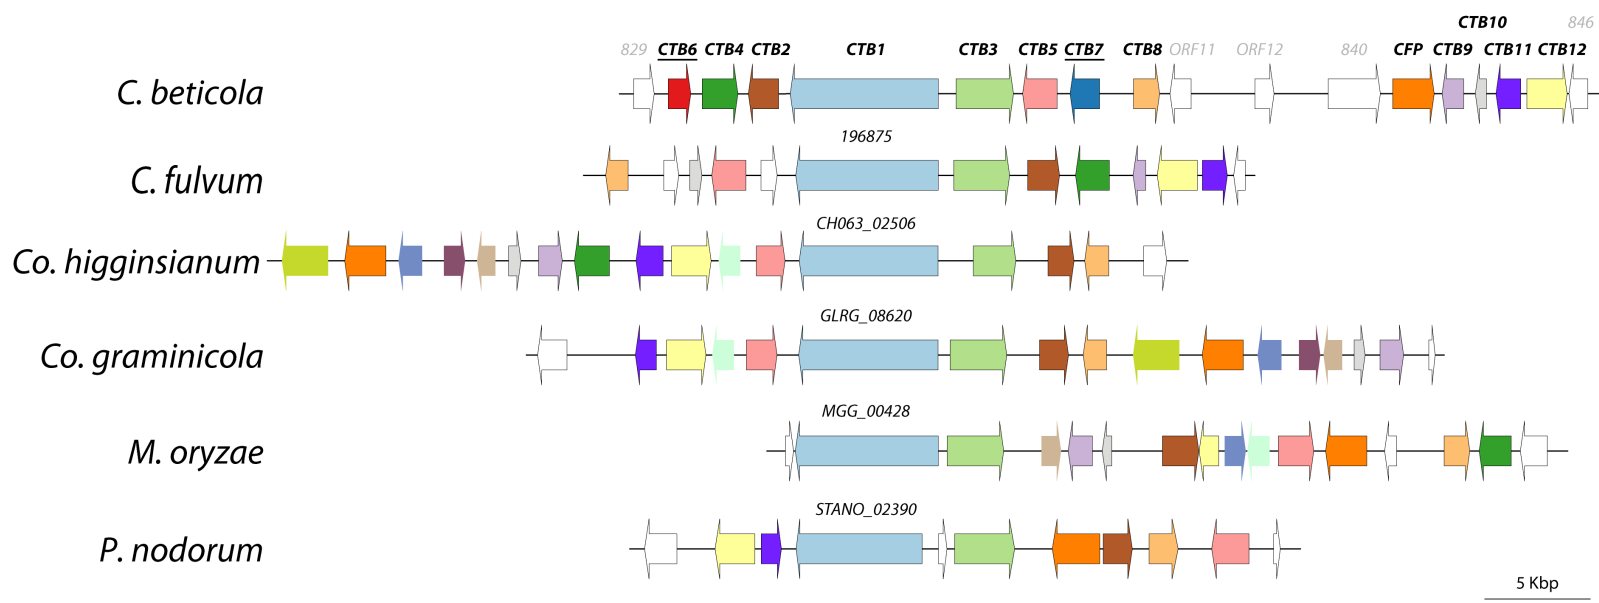 CTB10 846
829 CTB6 CTB4 CTB2 CTB1 CTB3 CTB5 CTB7 CTB8 ORF11 ORF12 840 CFP CTB9 CTB11 CTB12
C. beticola
196875
C. fulvum
CH063_02506
Co. higginsianum
GLRG_08620
Co. graminicola
MGG_00428
M. oryzae
STANO_02390
P. nodorum
5 Kbp